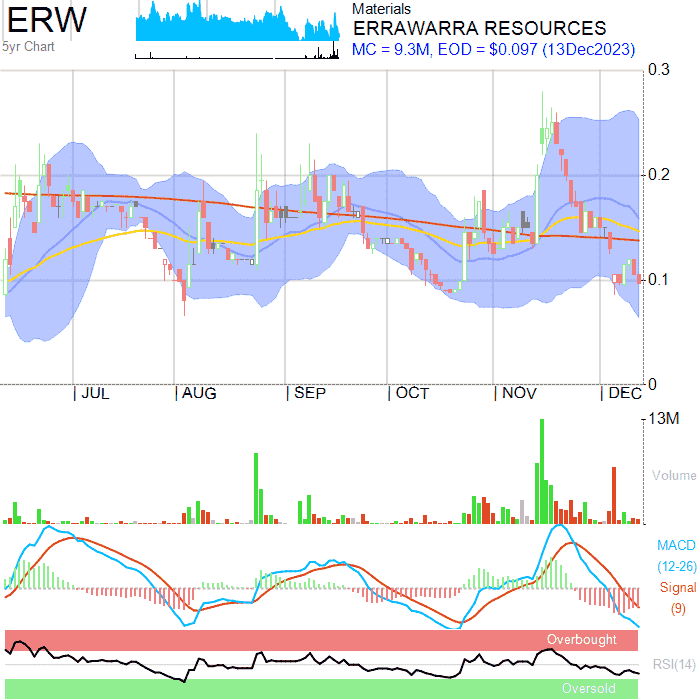 ERW
5yr Chart
Materials
ERRAWARRA RESOURCES
MC = 9.3M, EOD = $0.097 (13Dec2023)
0.3
0.2
0.1
0
JUL AUG SEP OCT NOV DEC
13M
Volume
MACD
(12-26)
Signal
(9)
Overbought
RSI(14)
Oversold